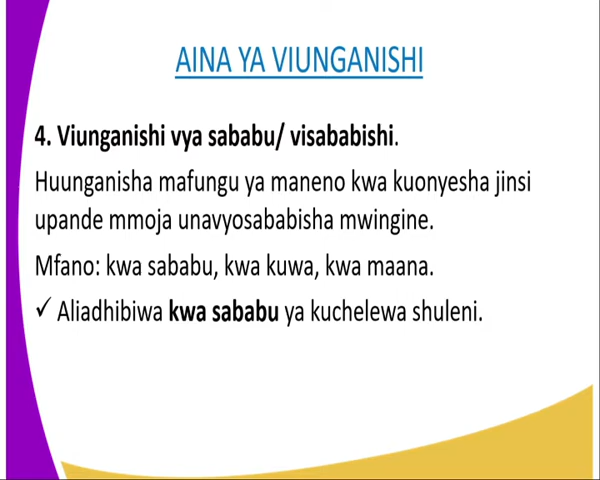 AINA YA VIUNGANISHI
4. Viunganishi vya sababu/ visababishi.
Huunganisha mafungu ya maneno kwa kuonyesha jinsi
upande mmoja unavyosababisha mwingine.
Mfano: kwa sababu, kwa kuwa, kwa maana.
✓ Aliadhibiwa kwa sababu ya kuchelewa shuleni.